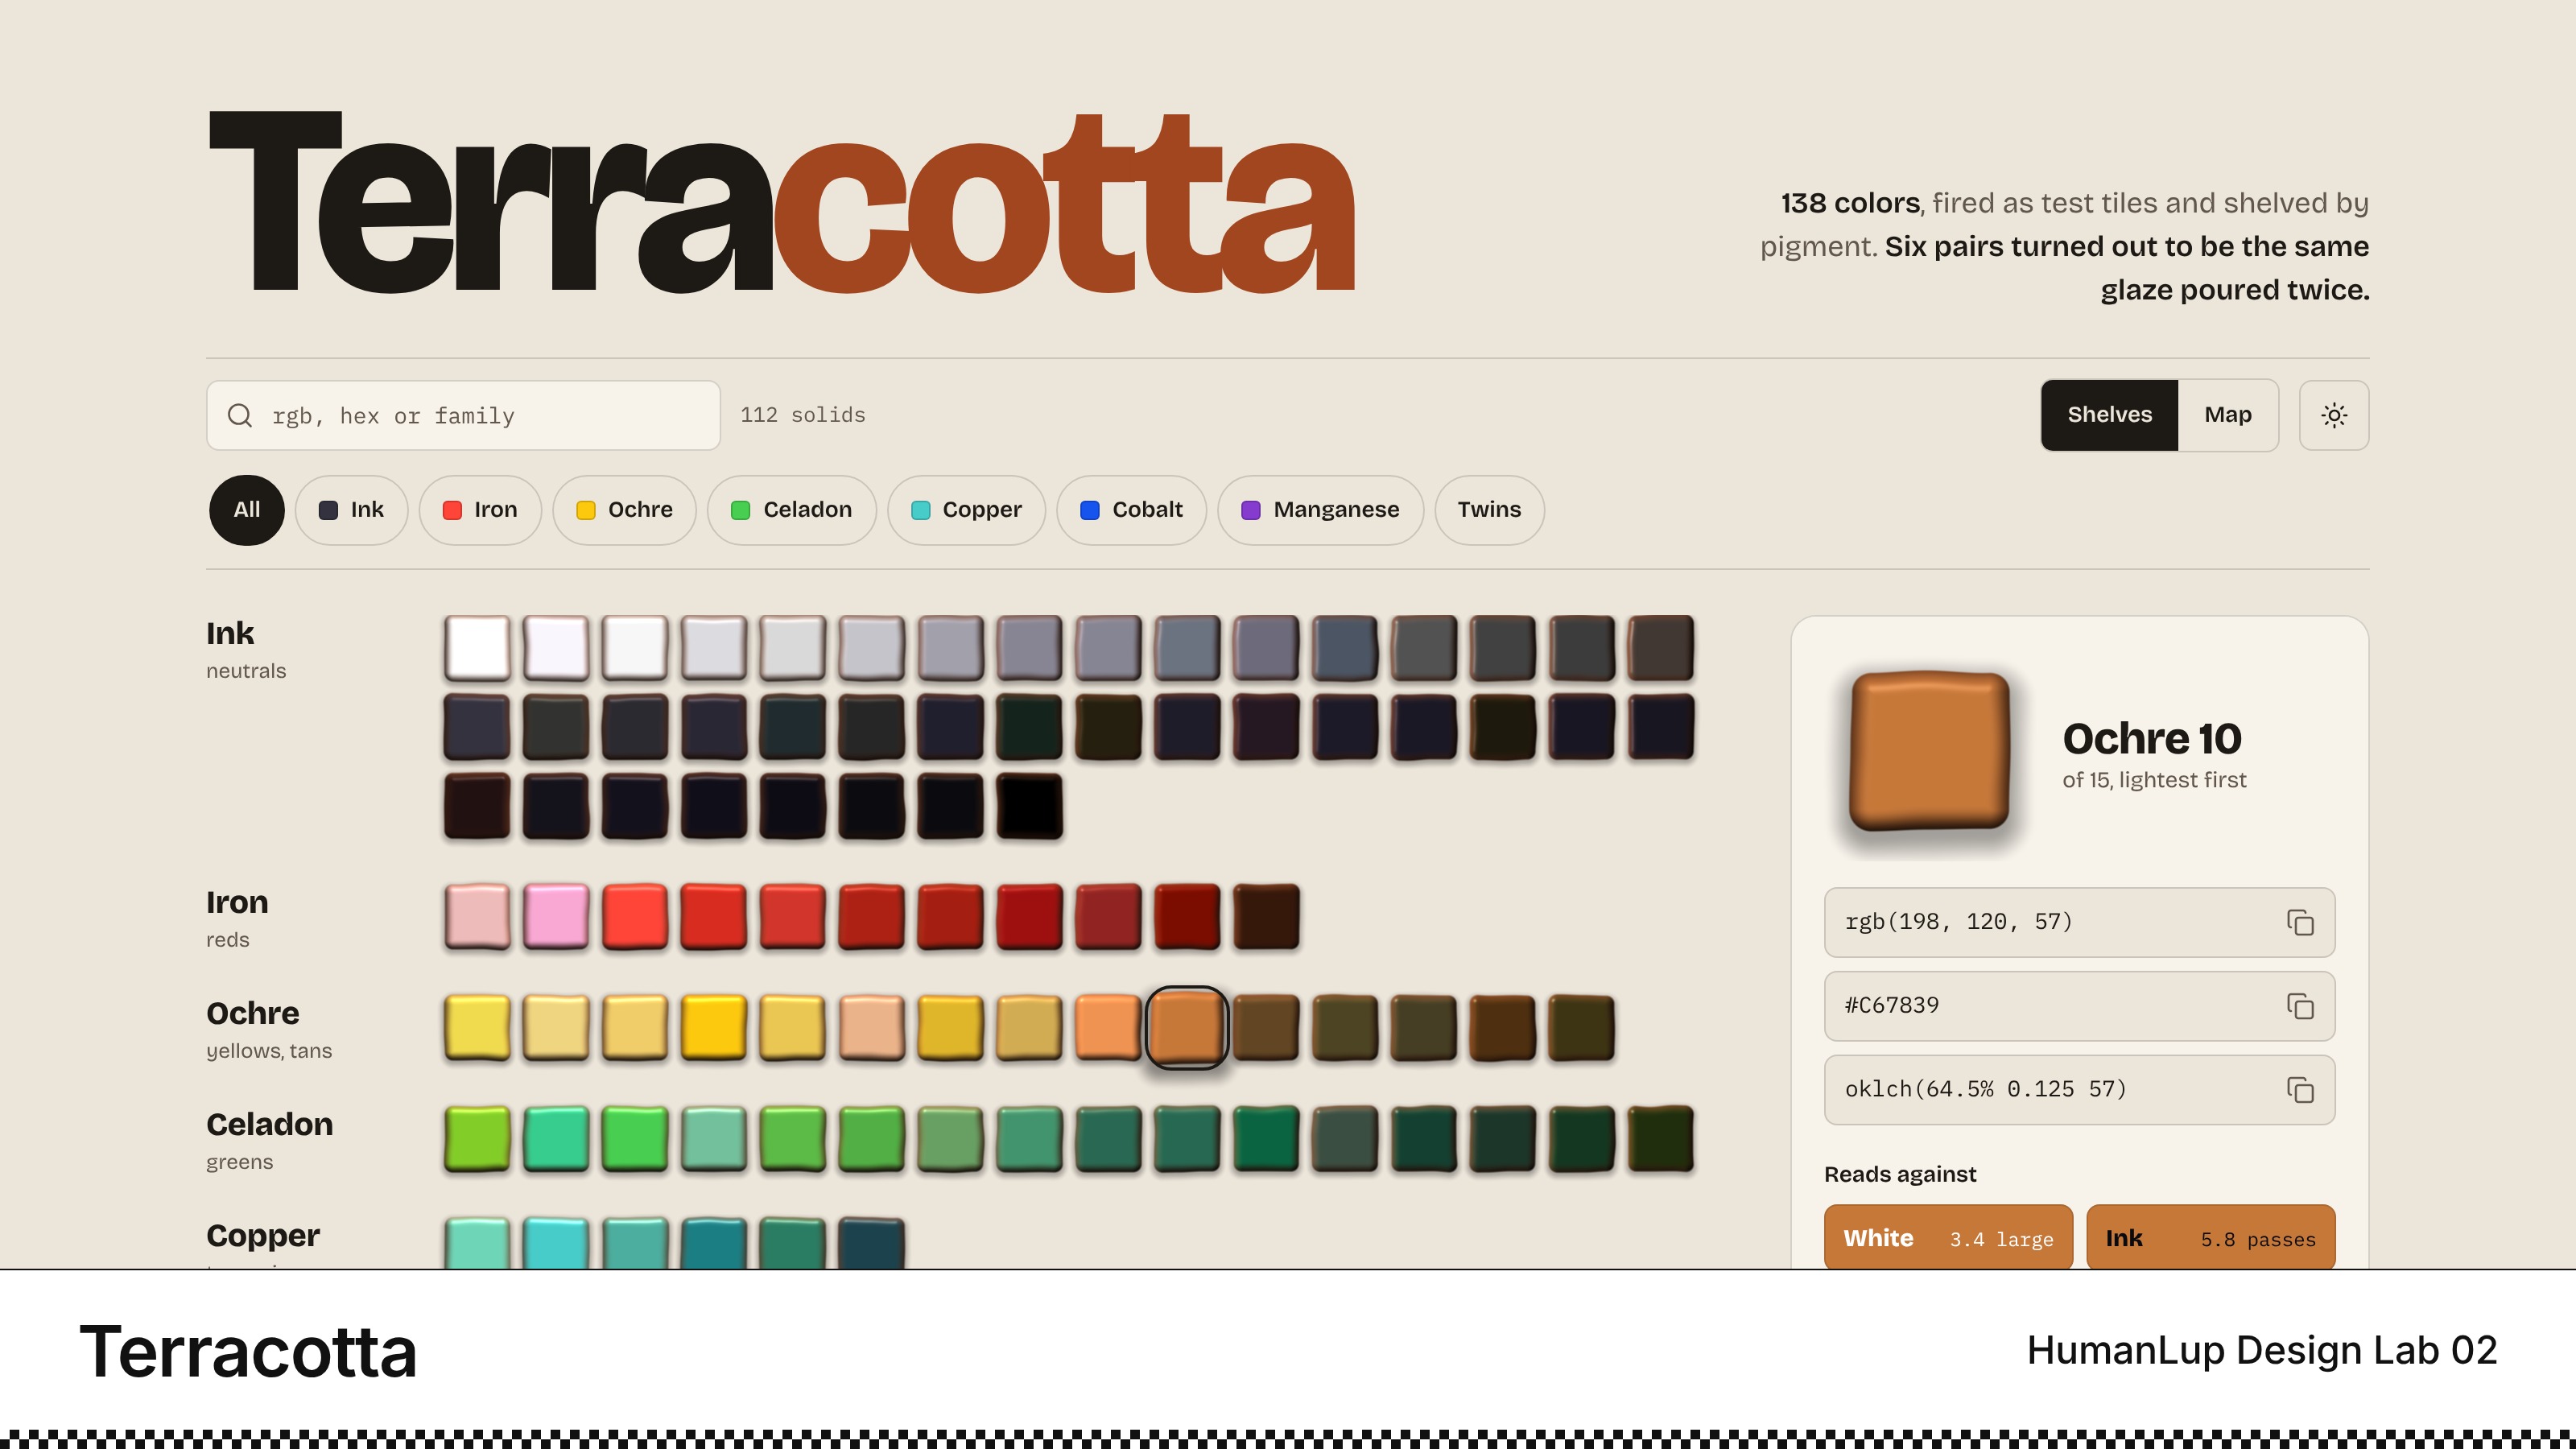 Terracotta
138 colors, fired as test tiles and shelved by
pigment. Six pairs turned out to be the same
glaze poured twice.
rgb, hex or family
112 solids
Shelves
Map
All
Ink
Iron
Ochre
Celadon
Copper
Cobalt
Manganese
Twins
Ink
neutrals
Iron
reds
Ochre
yellows, tans
Celadon
greens
Copper
Ochre 10
of 15, lightest first
rgb(198, 120, 57)
#C67839
oklch(64.5% 0.125 57)
Reads against
White 3.4 large
Ink 5.8 passes
Terracotta
HumanLup Design Lab 02